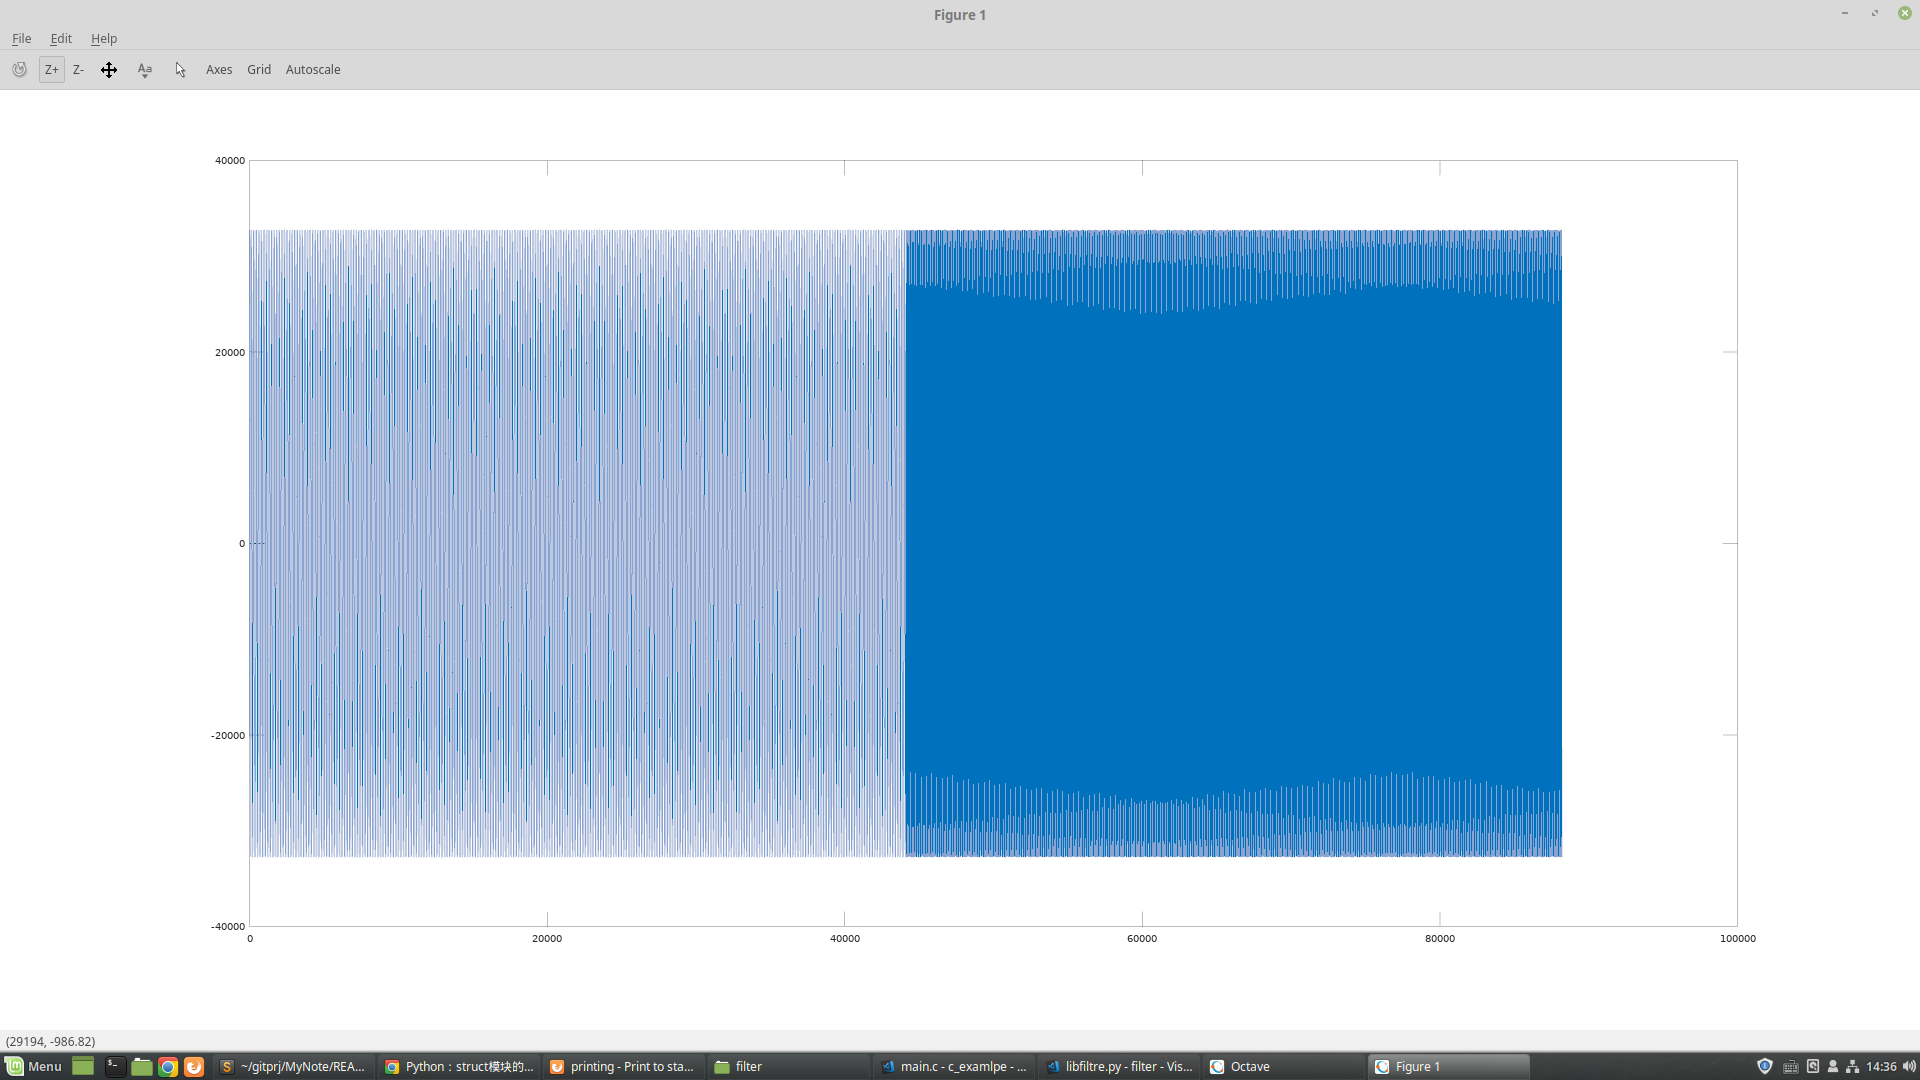 Figure 1
File Edit Help
Z+ Z- Aa Axes Grid Autoscale
40000
20000
0
-20000
-40000
0 20000 40000 60000 80000 100000
(29194, -986.82)
Menu $_ S ~/gitprj/MyNote/REA... Python：struct模块的... printing - Print to sta... filter main.c - c_examlpe - ... libfiltre.py - filter - Vis... Octave Figure 1 14:36